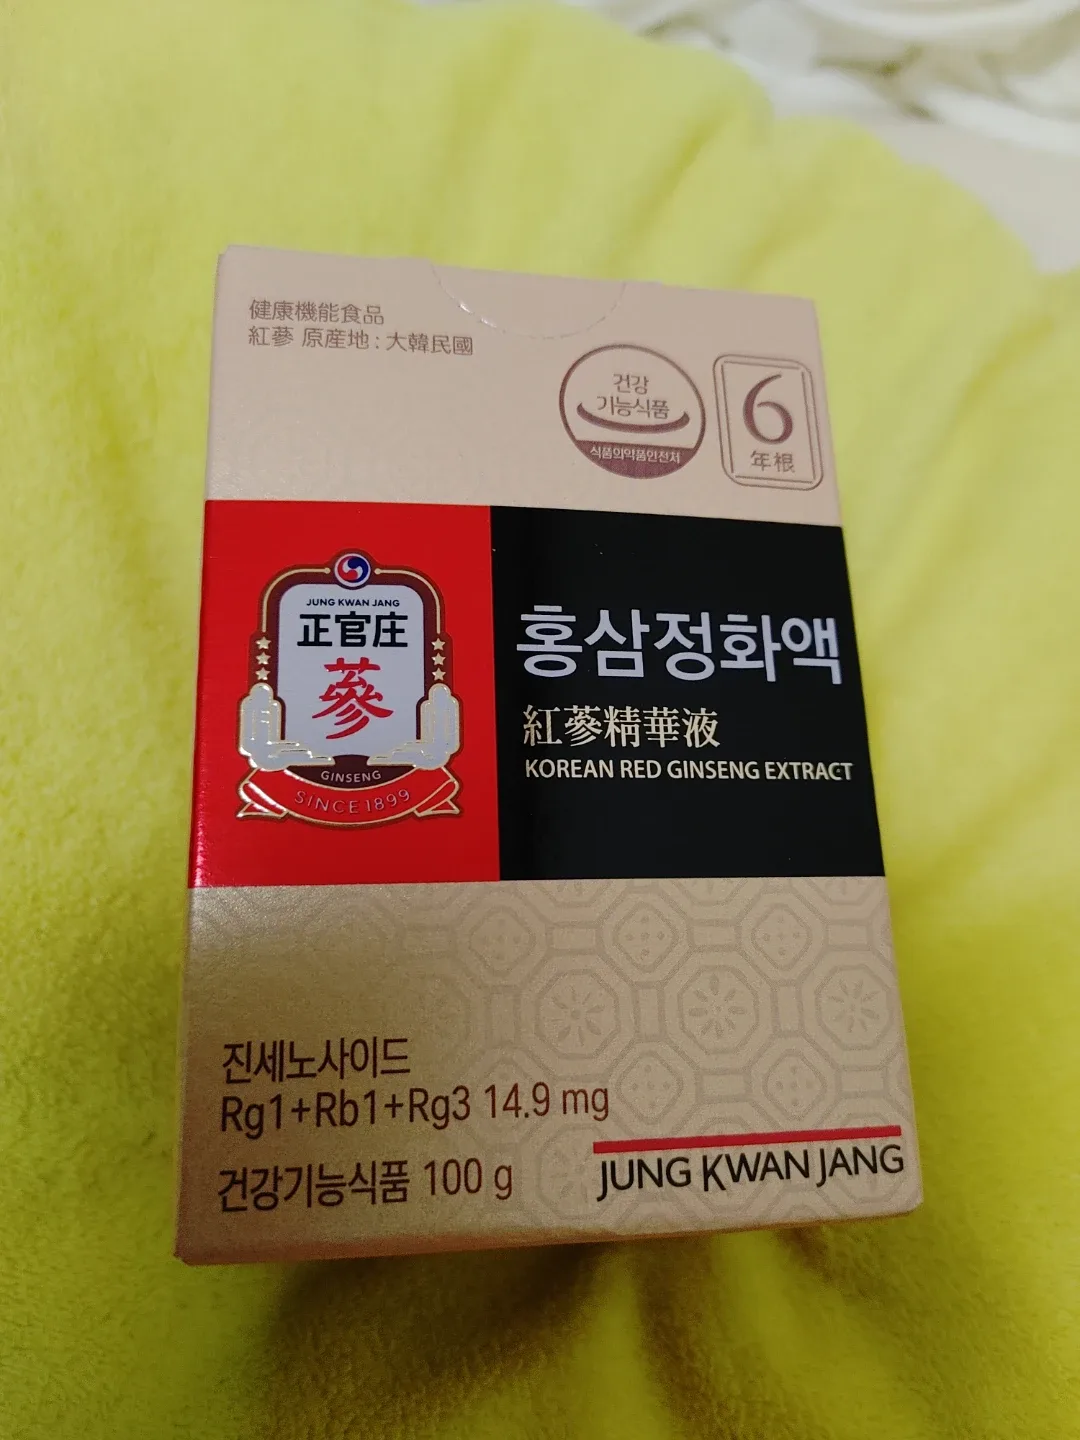 健康機能食品
紅蔘 原産地 : 大韓民國
건강
기능식품
식품의약품안전처
6
年根
JUNG KWAN JANG
正官庄
蔘
GINSENG
SINCE 1899
홍삼정화액
紅蔘精華液
KOREAN RED GINSENG EXTRACT
진세노사이드
Rg1+Rb1+Rg3 14.9 mg
건강기능식품 100 g
JUNG KWAN JANG